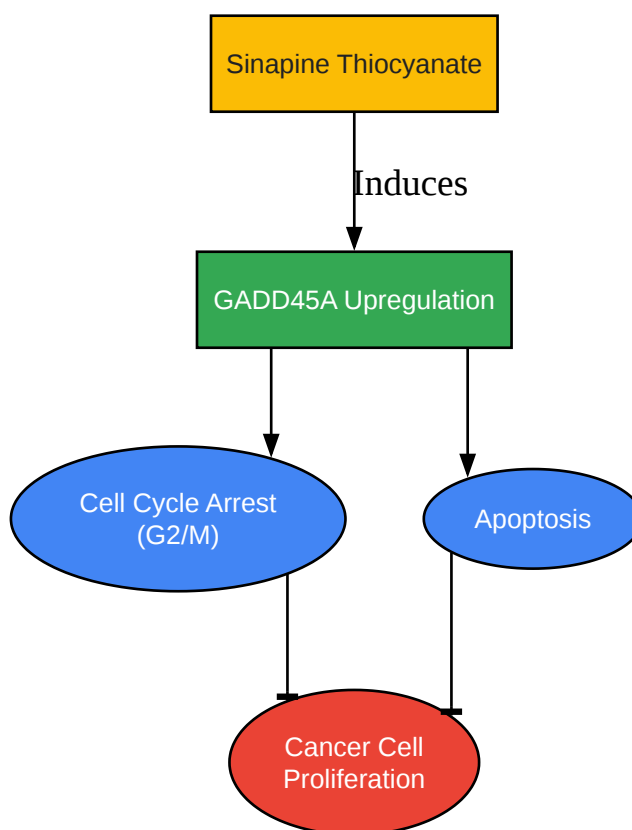 Sinapine Thiocyanate
Induces
GADD45A Upregulation
Cell Cycle Arrest
(G2/M)
Apoptosis
Cancer Cell
Proliferation